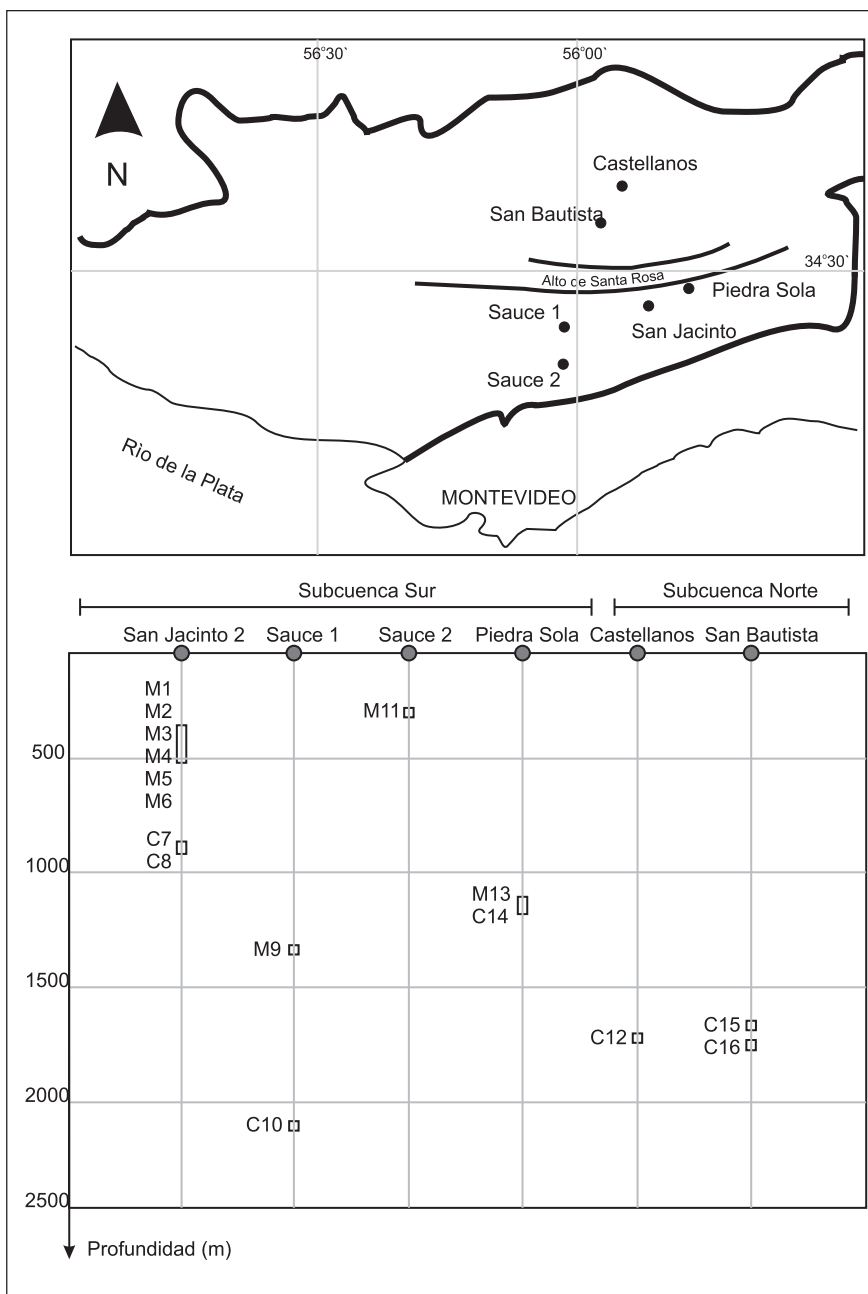 56°30`
56°00`
N
Castellanos
San Bautista
34°30`
Alto de Santa Rosa
Piedra Sola
Sauce 1
San Jacinto
Sauce 2
Rìo de la Plata
MONTEVIDEO
Subcuenca Sur
Subcuenca Norte
San Jacinto 2
Sauce 1
Sauce 2
Piedra Sola
Castellanos
San Bautista
M1
M2
M11
M3
500
M4
M5
M6
C7
C8
1000
M13
C14
M9
1500
C15
C12
C16
2000
C10
2500
Profundidad (m)